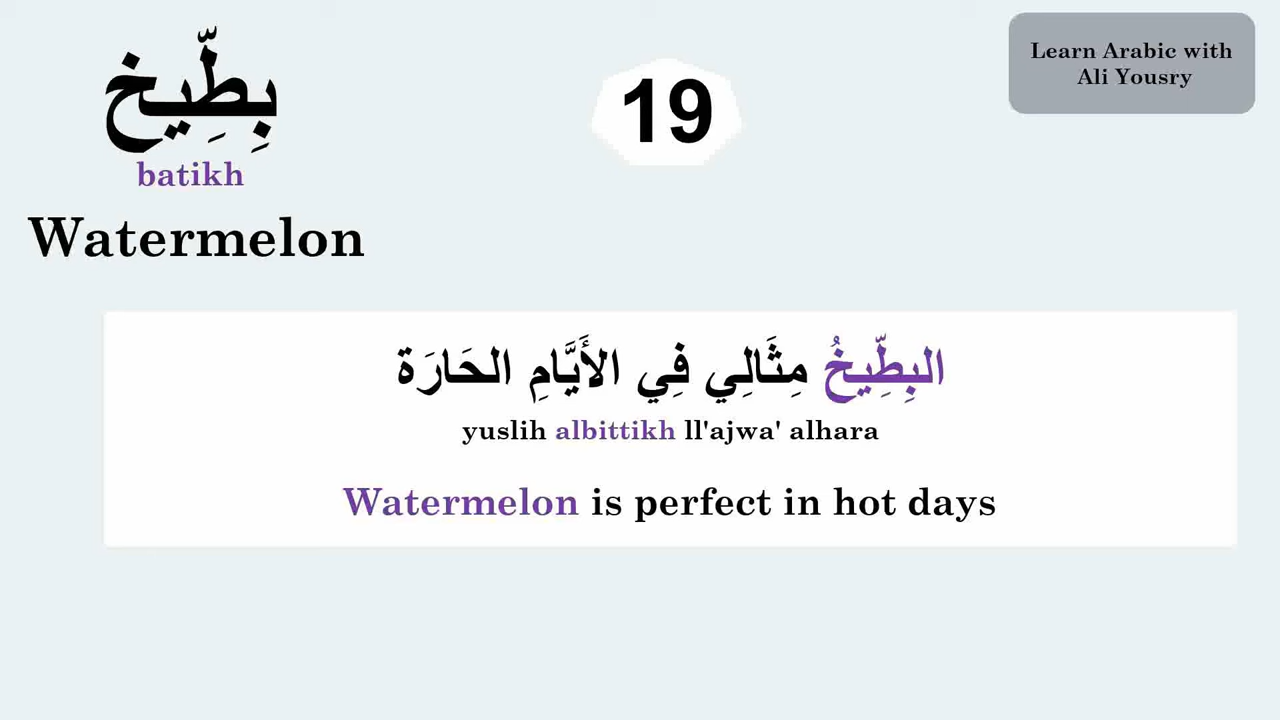 بِطِّيخ
batikh
Watermelon
19
Learn Arabic with
Ali Yousry
البِطِّيخُ مِثَالِي فِي الأَيَّامِ الحَارَة
yuslih albittikh ll'ajwa' alhara
Watermelon is perfect in hot days